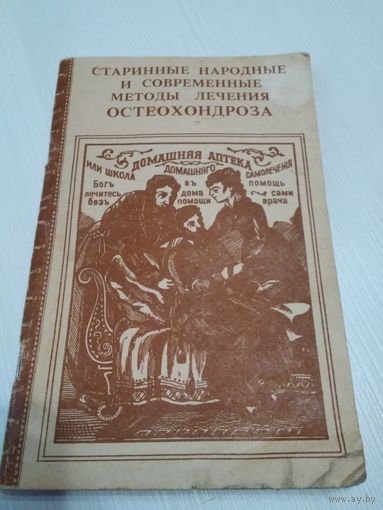 СТАРИННЫЕ НАРОДНЫЕ
И СОВРЕМЕННЫЕ
МЕТОДЫ ЛЕЧЕНИЯ
ОСТЕОХОНДРОЗА
ДОМАШНЯЯ АПТЕКА
ИЛИ ШКОЛА ДОМАШНЯГО САМОЛЕЧЕНІЯ
Богъ въ помощь
лечитесь дома сами
безъ помощи врача
www.ay.by